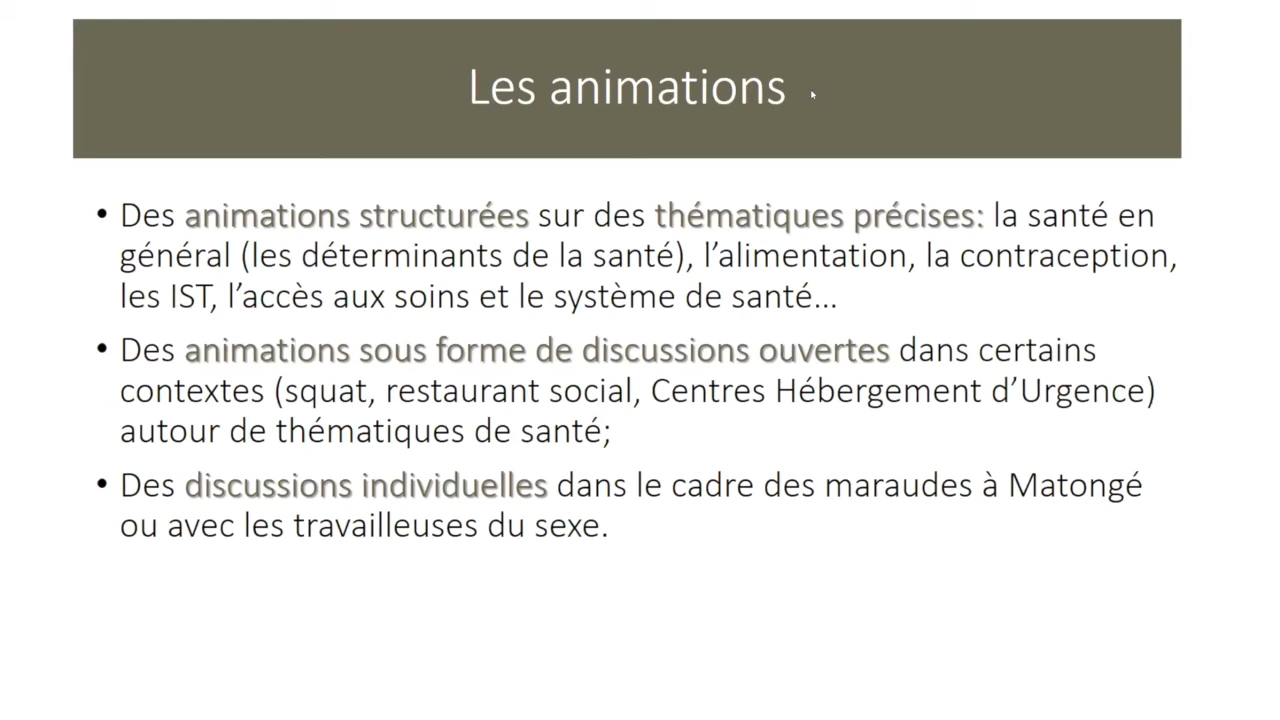 Les animations
• Des animations structurées sur des thématiques précises: la santé en
général (les déterminants de la santé), l’alimentation, la contraception,
les IST, l’accès aux soins et le système de santé…
• Des animations sous forme de discussions ouvertes dans certains
contextes (squat, restaurant social, Centres Hébergement d’Urgence)
autour de thématiques de santé;
• Des discussions individuelles dans le cadre des maraudes à Matongé
ou avec les travailleuses du sexe.